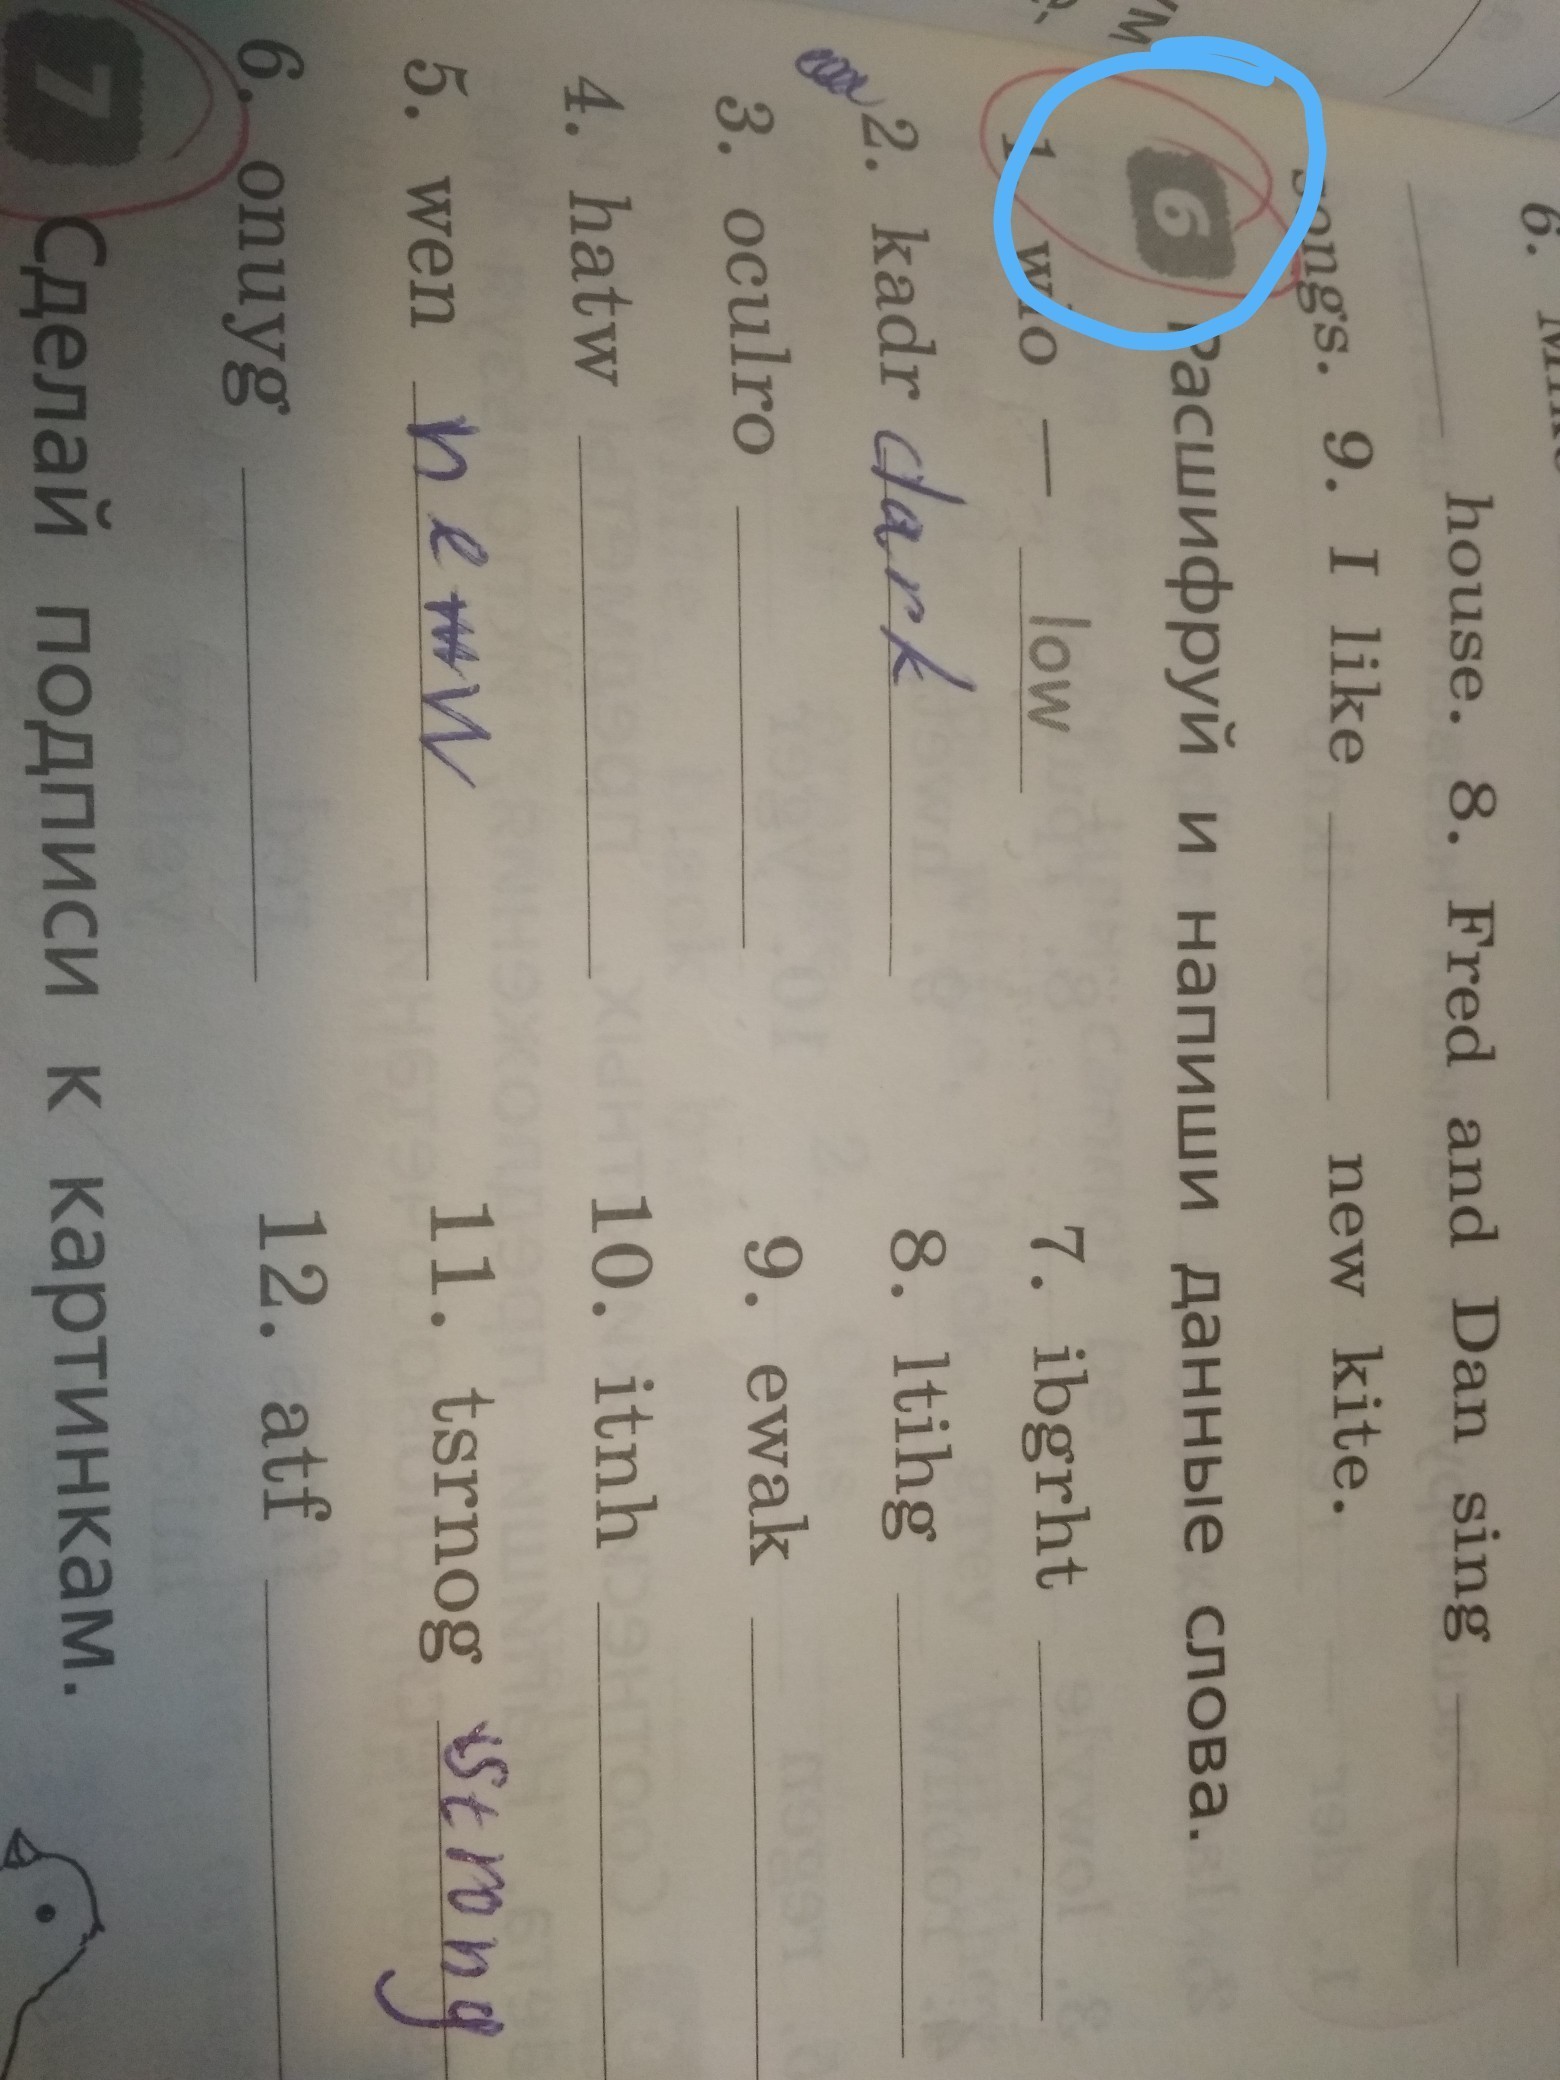 6.
house. 8. Fred and Dan sing
songs. 9. I like new kite.
6 Расшифруй и напиши данные слова.
1 wlo — low 7. ibgrht
2. kadr dark 8. ltihg
3. oculro 9. ewak
4. hatw 10. itnh
5. wen new 11. tsrnog strong
6. onuyg 12. atf
7 Сделай подписи к картинкам.